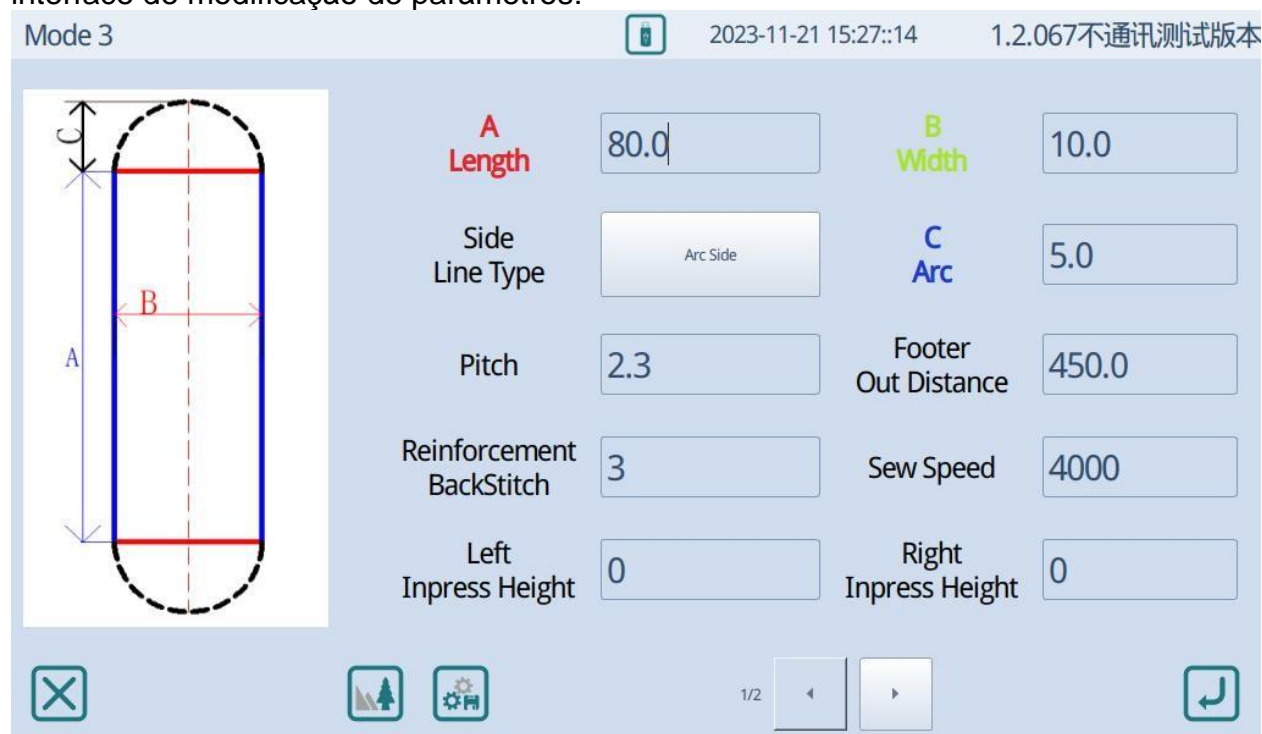 interface de modificação de parâmetros.
Mode 3
2023-11-21 15:27::14
1.2.067不通讯测试版本
C
A
B
A
Length
80.0
B
Width
10.0
Side
Line Type
Arc Side
C
Arc
5.0
Pitch
2.3
Footer
Out Distance
450.0
Reinforcement
BackStitch
3
Sew Speed
4000
Left
Inpress Height
0
Right
Inpress Height
0
1/2